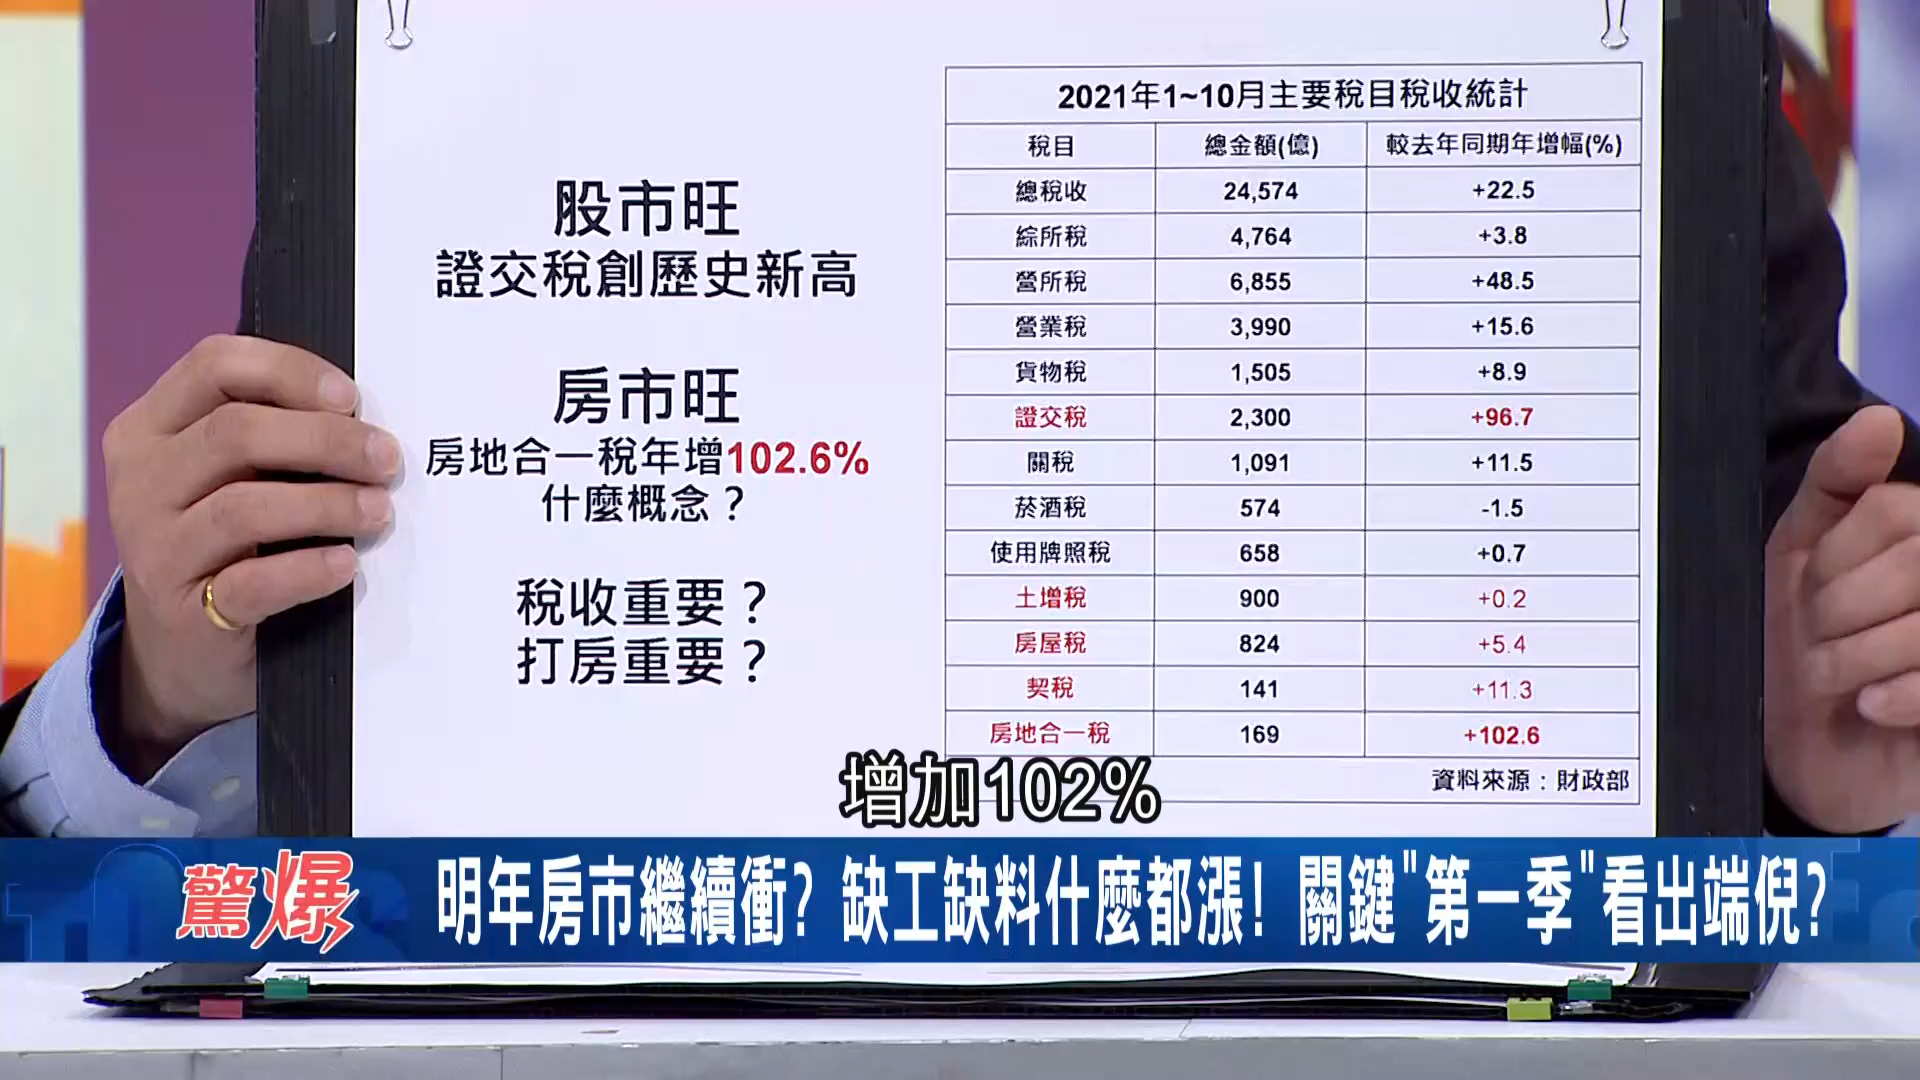 股市旺
證交稅創歷史新高
房市旺
房地合一稅年增102.6%
什麼概念？
稅收重要？
打房重要？
2021年1~10月主要稅目稅收統計
稅目 總金額(億) 較去年同期年增幅(%)
總稅收 24,574 +22.5
綜所稅 4,764 +3.8
營所稅 6,855 +48.5
營業稅 3,990 +15.6
貨物稅 1,505 +8.9
證交稅 2,300 +96.7
關稅 1,091 +11.5
菸酒稅 574 -1.5
使用牌照稅 658 +0.7
土增稅 900 +0.2
房屋稅 824 +5.4
契稅 141 +11.3
房地合一稅 169 +102.6
資料來源：財政部
增加102%
驚爆
明年房市繼續衝? 缺工缺料什麼都漲! 關鍵"第一季"看出端倪?